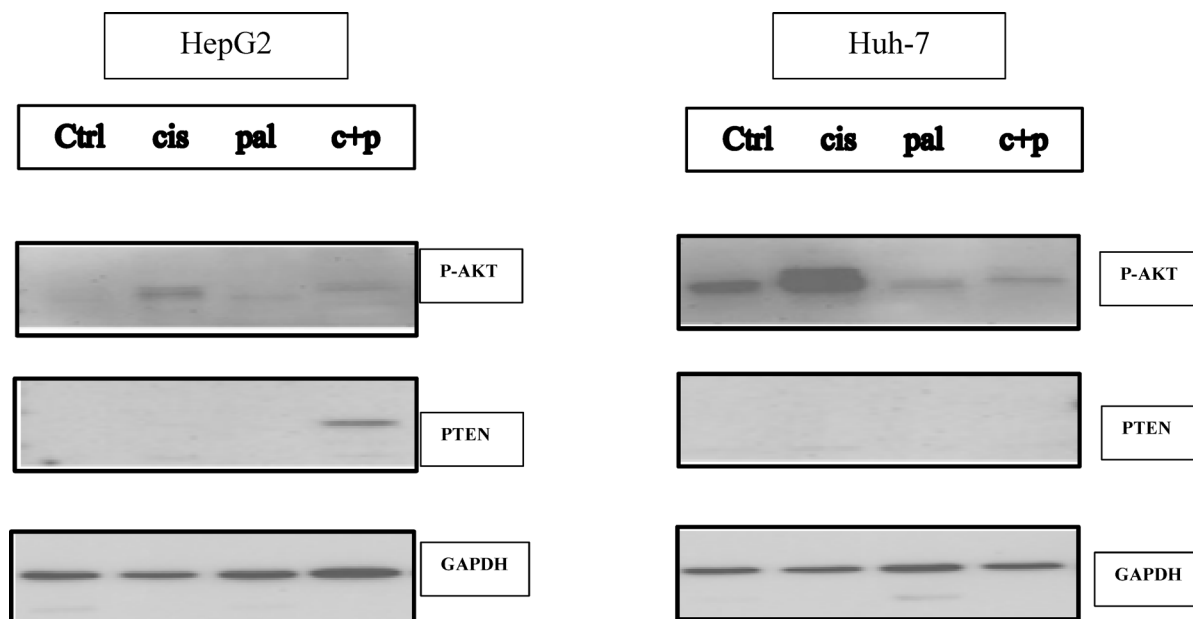 HepG2
Ctrl cis pal c+p
P-AKT
PTEN
GAPDH
Huh-7
Ctrl cis pal c+p
P-AKT
PTEN
GAPDH